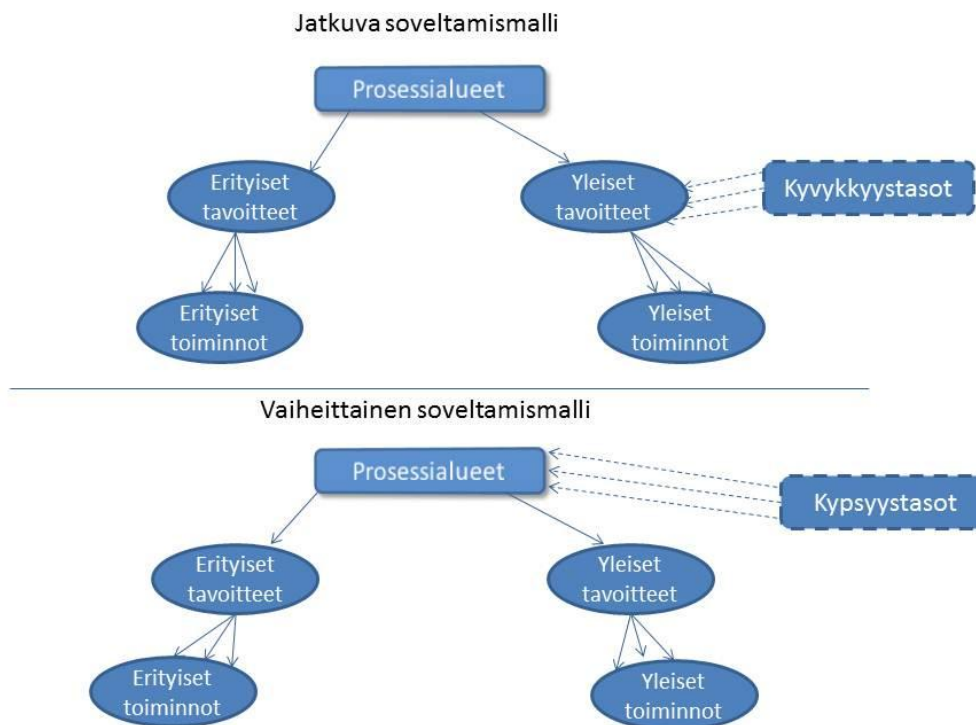 Jatkuva soveltamismalli
Prosessialueet
Erityiset
tavoitteet
Yleiset
tavoitteet
Kyvykkyystasot
Erityiset
toiminnot
Yleiset
toiminnot
Vaiheittainen soveltamismalli
Prosessialueet
Kypsyystasot
Erityiset
tavoitteet
Yleiset
tavoitteet
Erityiset
toiminnot
Yleiset
toiminnot